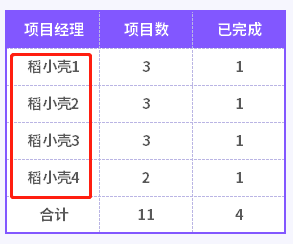 项目经理 项目数 已完成
稻小壳1 3 1
稻小壳2 3 1
稻小壳3 3 1
稻小壳4 2 1
合计 11 4